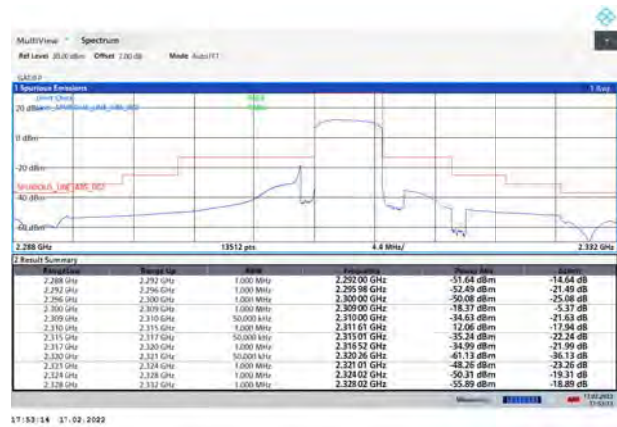 MultiView Spectrum
Ref Level 30.00 dBm Offset 2.00 dB Mode Auto FFT
1 Spurious Emissions
20 dBm
0 dBm
-20 dBm
-40 dBm
-60 dBm
2.288 GHz 13512 pts 4.4 MHz/ 2.332 GHz
2 Result Summary
Range Low Range Up RBW Frequency Power Abs ΔLimit
2.288 GHz 2.292 GHz 1.000 MHz 2.292 00 GHz -51.64 dBm -14.64 dB
2.292 GHz 2.296 GHz 1.000 MHz 2.295 98 GHz -52.49 dBm -21.49 dB
2.296 GHz 2.300 GHz 1.000 MHz 2.300 00 GHz -50.08 dBm -25.08 dB
2.300 GHz 2.309 GHz 1.000 MHz 2.309 00 GHz -18.37 dBm -5.37 dB
2.309 GHz 2.310 GHz 50.000 kHz 2.310 00 GHz -34.63 dBm -21.63 dB
2.310 GHz 2.315 GHz 1.000 MHz 2.311 61 GHz 12.06 dBm -17.94 dB
2.315 GHz 2.317 GHz 50.000 kHz 2.315 01 GHz -35.24 dBm -22.24 dB
2.317 GHz 2.320 GHz 1.000 MHz 2.316 52 GHz -34.99 dBm -21.99 dB
2.320 GHz 2.321 GHz 50.000 kHz 2.320 26 GHz -61.13 dBm -36.13 dB
2.321 GHz 2.324 GHz 1.000 MHz 2.321 01 GHz -48.26 dBm -23.26 dB
2.324 GHz 2.328 GHz 1.000 MHz 2.324 02 GHz -50.31 dBm -19.31 dB
2.328 GHz 2.332 GHz 1.000 MHz 2.328 02 GHz -55.89 dBm -18.89 dB
17:53:14 17.02.2022